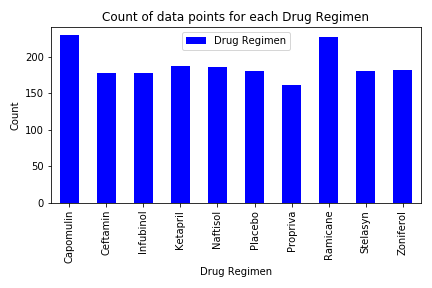 Count of data points for each Drug Regimen
Drug Regimen
200
150
100
50
0
Count
Capomulin
Ceftamin
Infubinol
Ketapril
Naftisol
Placebo
Propriva
Ramicane
Stelasyn
Zoniferol
Drug Regimen